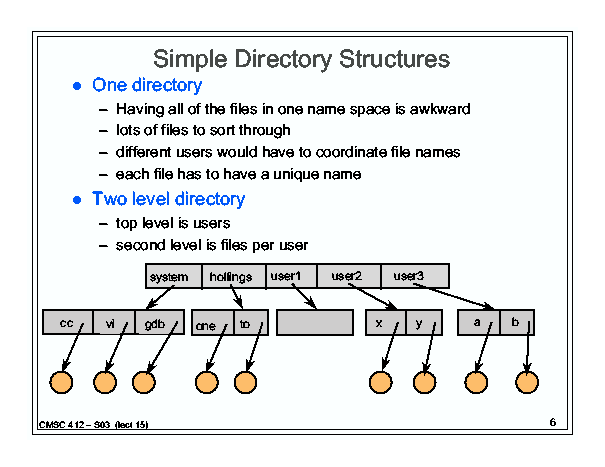 Simple Directory Structures
● One directory
– Having all of the files in one name space is awkward
– lots of files to sort through
– different users would have to coordinate file names
– each file has to have a unique name
● Two level directory
– top level is users
– second level is files per user
system hollings user1 user2 user3
cc vi gdb one to x y a b
CMSC 412 – S03 (lect 15)
6